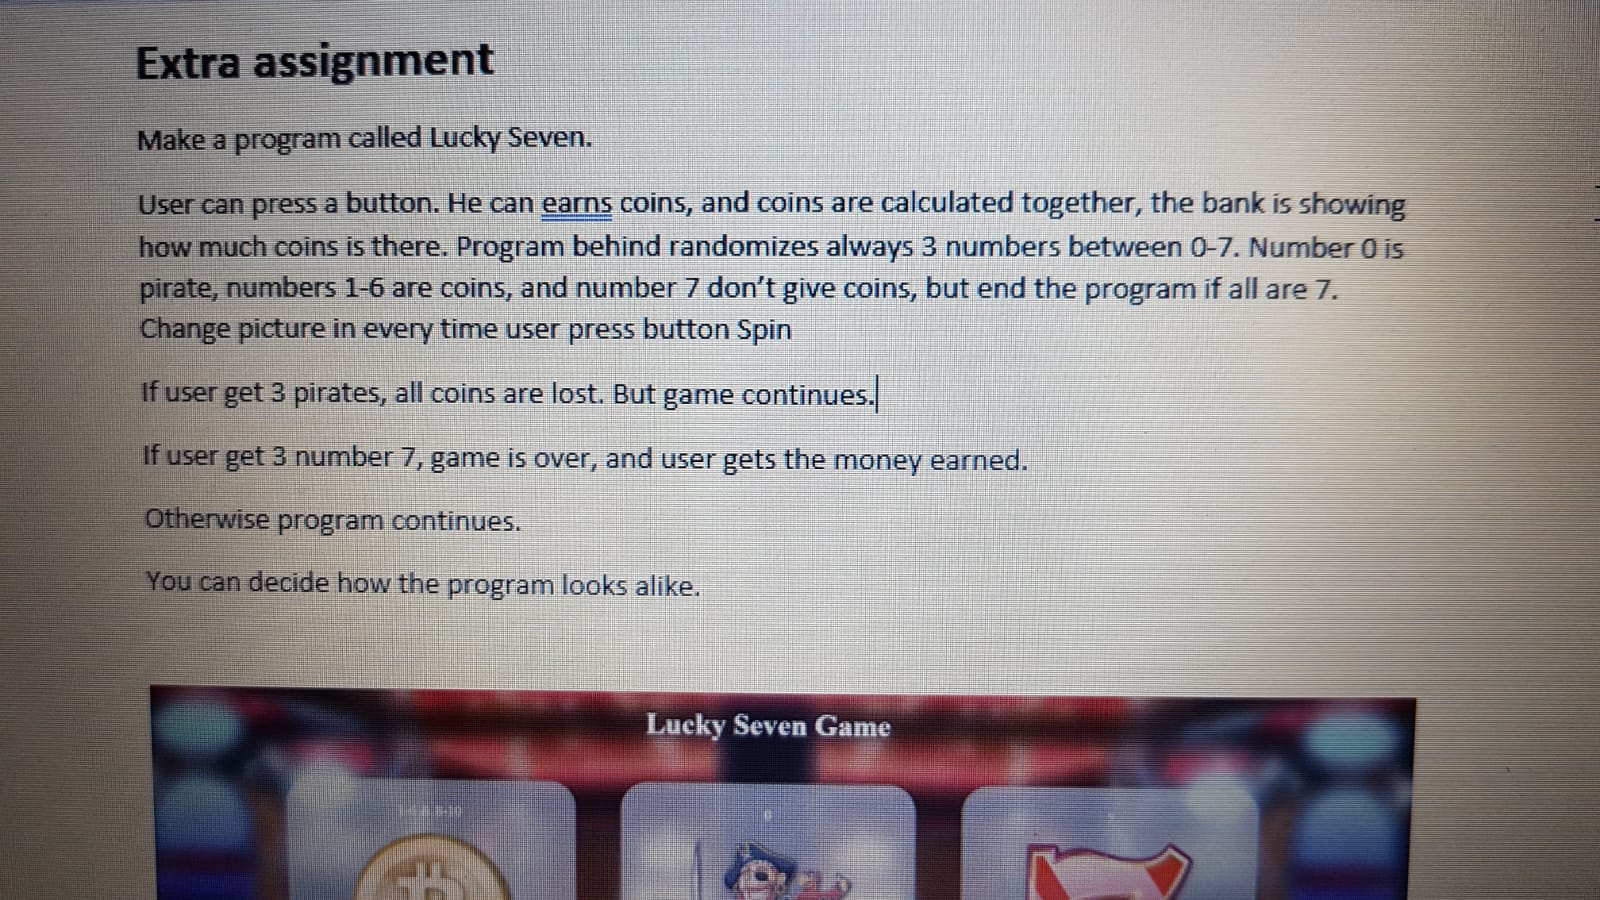 Extra assignment
Make a program called Lucky Seven.
User can press a button. He can earns coins, and coins are calculated together, the bank is showing
how much coins is there. Program behind randomizes always 3 numbers between 0-7. Number 0 is
pirate, numbers 1-6 are coins, and number 7 don't give coins, but end the program if all are 7.
Change picture in every time user press button Spin
If user get 3 pirates, all coins are lost. But game continues.
If user get 3 number 7, game is over, and user gets the money earned.
Otherwise program continues.
You can decide how the program looks alike.
Lucky Seven Game
0